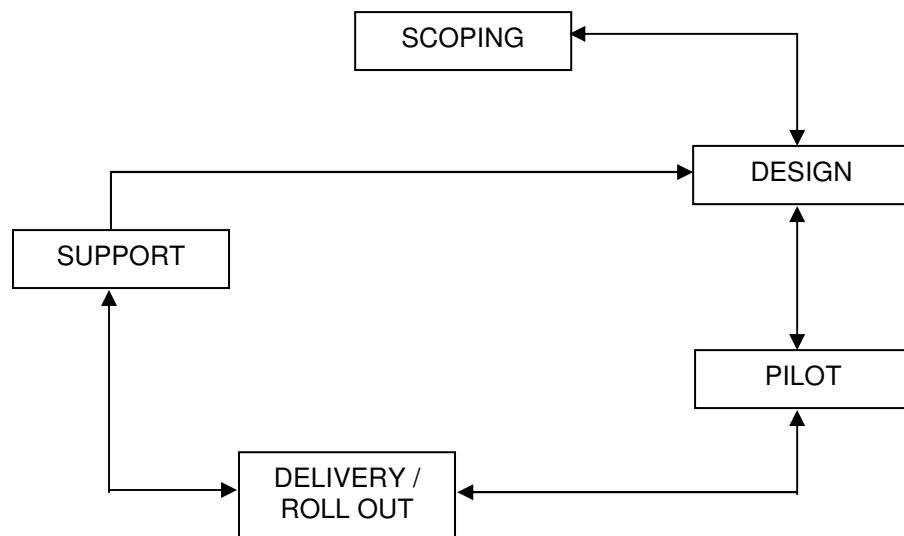 SCOPING
DESIGN
SUPPORT
PILOT
DELIVERY /
ROLL OUT